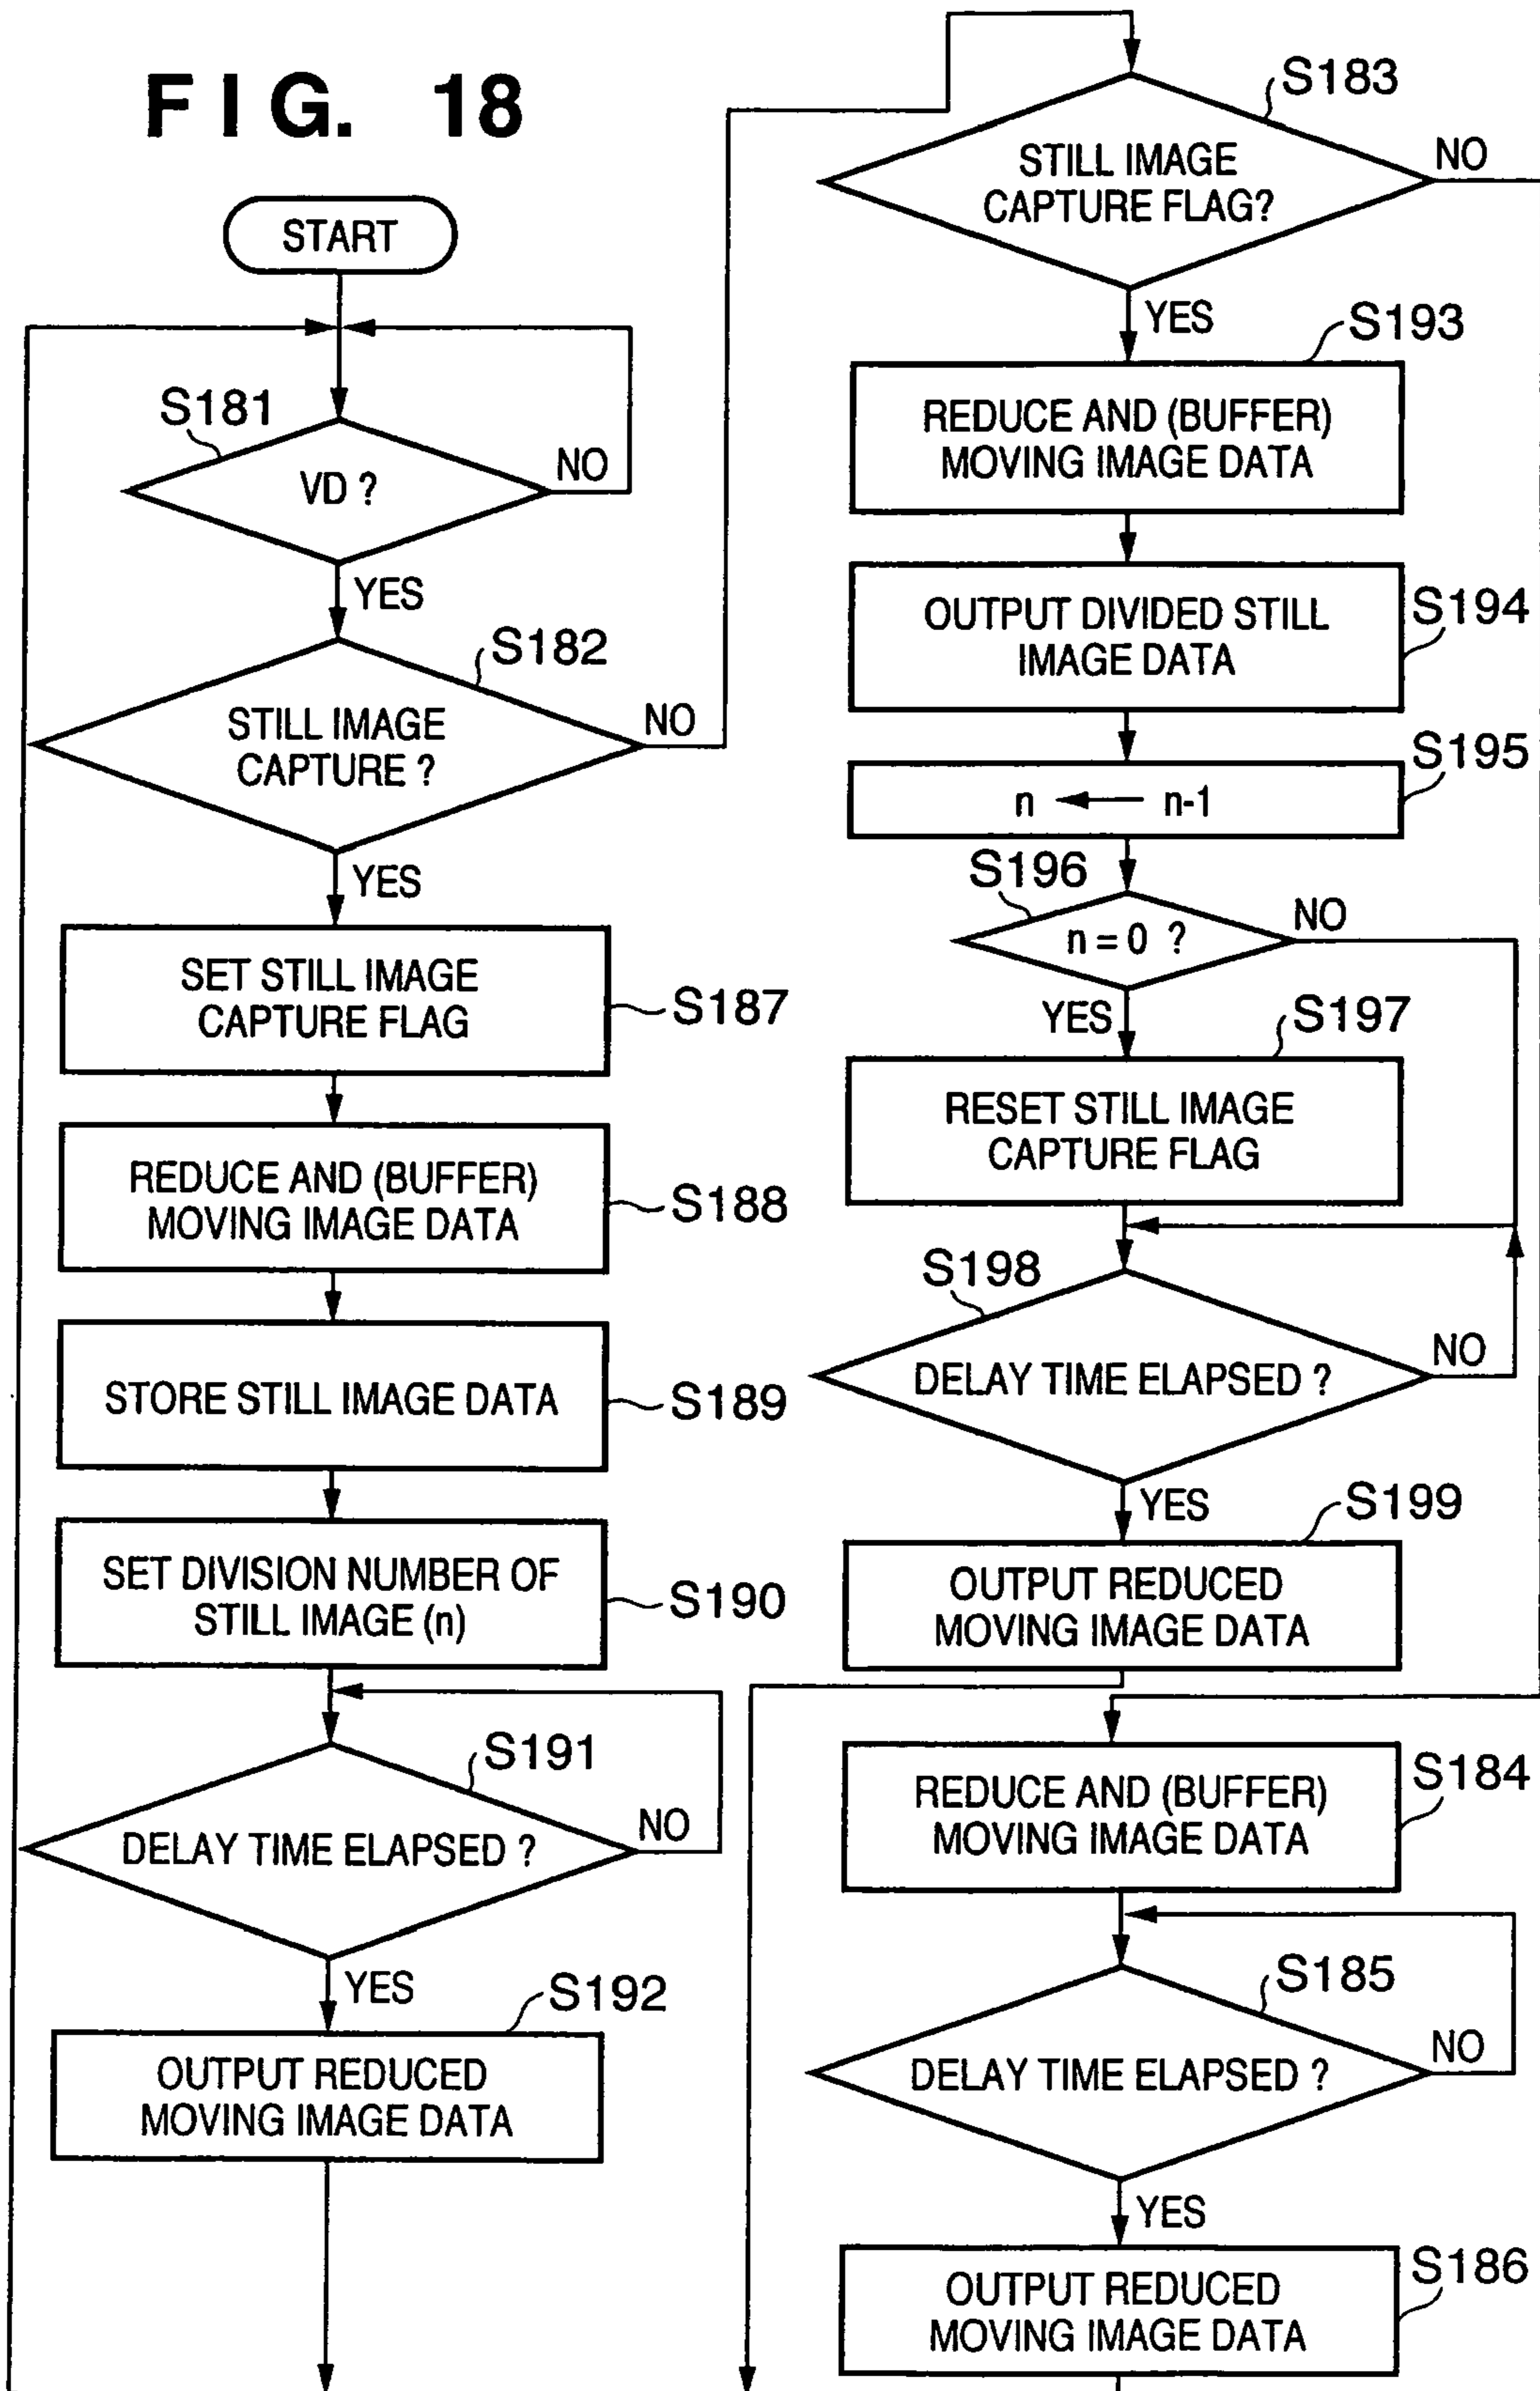 FIG. 18
START
S181
VD ?
NO
YES
S182
STILL IMAGE
CAPTURE ?
NO
YES
SET STILL IMAGE
CAPTURE FLAG
S187
REDUCE AND (BUFFER)
MOVING IMAGE DATA
S188
STORE STILL IMAGE DATA
S189
SET DIVISION NUMBER OF
STILL IMAGE (n)
S190
S191
DELAY TIME ELAPSED ?
NO
YES
S192
OUTPUT REDUCED
MOVING IMAGE DATA
S183
STILL IMAGE
CAPTURE FLAG?
NO
YES
S193
REDUCE AND (BUFFER)
MOVING IMAGE DATA
OUTPUT DIVIDED STILL
IMAGE DATA
S194
S195
n ← n-1
S196
n = 0 ?
NO
YES
S197
RESET STILL IMAGE
CAPTURE FLAG
S198
DELAY TIME ELAPSED ?
NO
YES
S199
OUTPUT REDUCED
MOVING IMAGE DATA
REDUCE AND (BUFFER)
MOVING IMAGE DATA
S184
S185
DELAY TIME ELAPSED ?
NO
YES
OUTPUT REDUCED
MOVING IMAGE DATA
S186